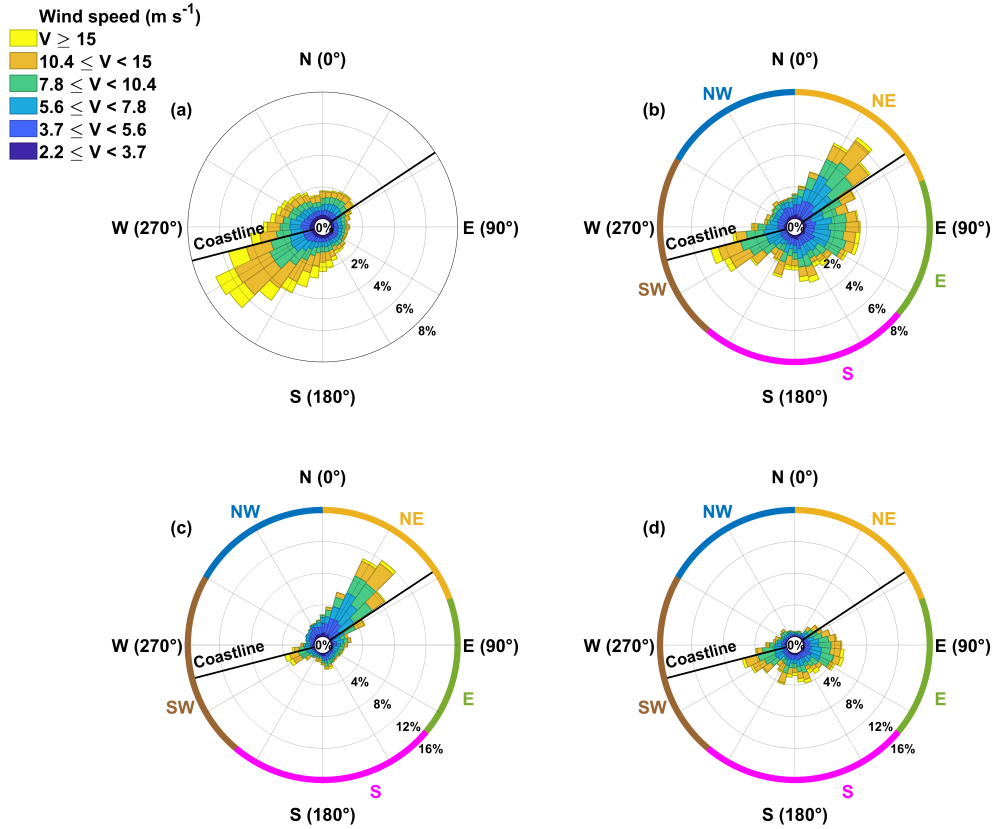 Wind speed (m s⁻¹)
V ≥ 15
10.4 ≤ V < 15
7.8 ≤ V < 10.4
5.6 ≤ V < 7.8
3.7 ≤ V < 5.6
2.2 ≤ V < 3.7
(a)
N (0°)
W (270°)
E (90°)
S (180°)
Coastline
0%
2%
4%
6%
8%
(b)
N (0°)
NW
NE
W (270°)
E (90°)
SW
E
S
S (180°)
Coastline
0%
2%
4%
6%
8%
(c)
N (0°)
NW
NE
W (270°)
E (90°)
SW
E
S
S (180°)
Coastline
0%
4%
8%
12%
16%
(d)
N (0°)
NW
NE
W (270°)
E (90°)
SW
E
S
S (180°)
Coastline
0%
4%
8%
12%
16%